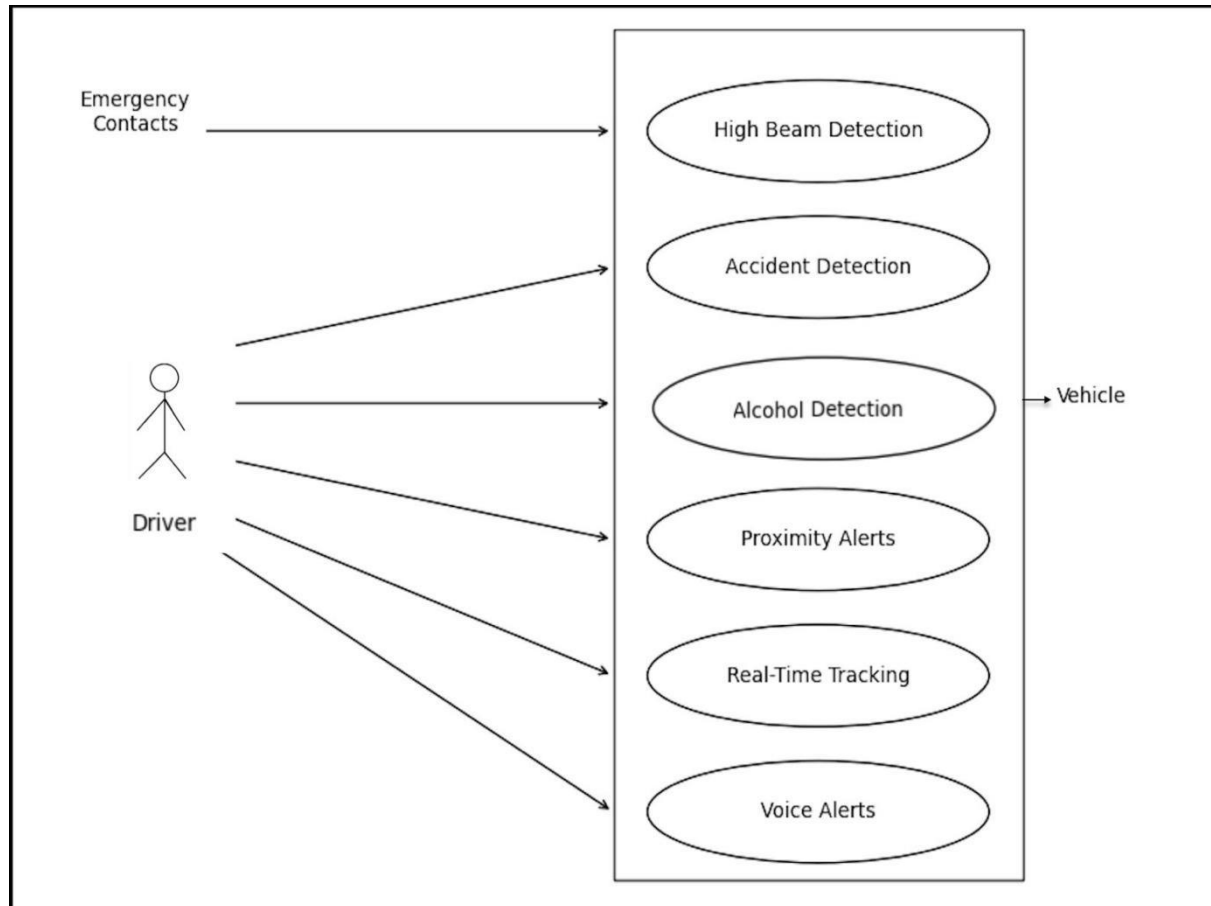 Emergency
Contacts
High Beam Detection
Accident Detection
Alcohol Detection
Vehicle
Driver
Proximity Alerts
Real-Time Tracking
Voice Alerts